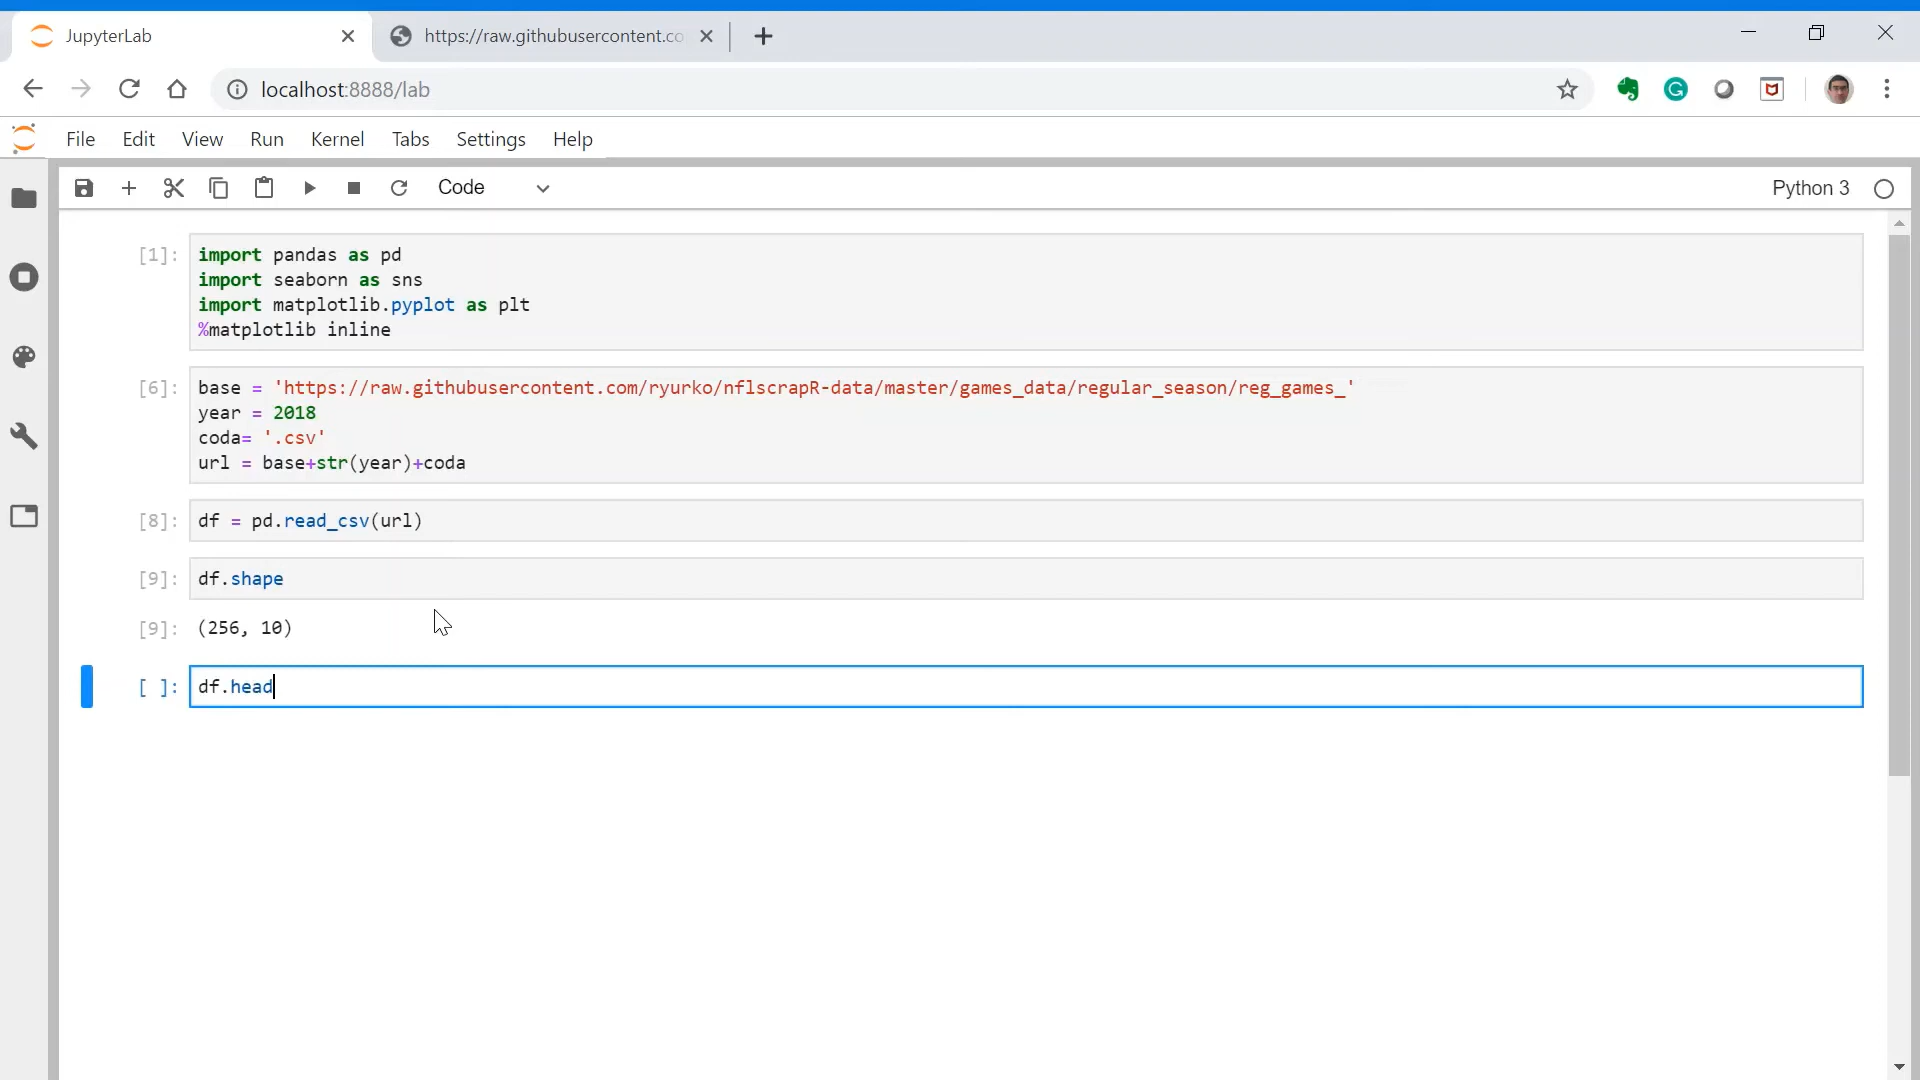 JupyterLab
https://raw.githubusercontent.co
localhost:8888/lab
File Edit View Run Kernel Tabs Settings Help
Code
Python 3
[1]: import pandas as pd
import seaborn as sns
import matplotlib.pyplot as plt
%matplotlib inline
[6]: base = 'https://raw.githubusercontent.com/ryurko/nflscrapR-data/master/games_data/regular_season/reg_games_'
year = 2018
coda= '.csv'
url = base+str(year)+coda
[8]: df = pd.read_csv(url)
[9]: df.shape
[9]: (256, 10)
[ ]: df.head